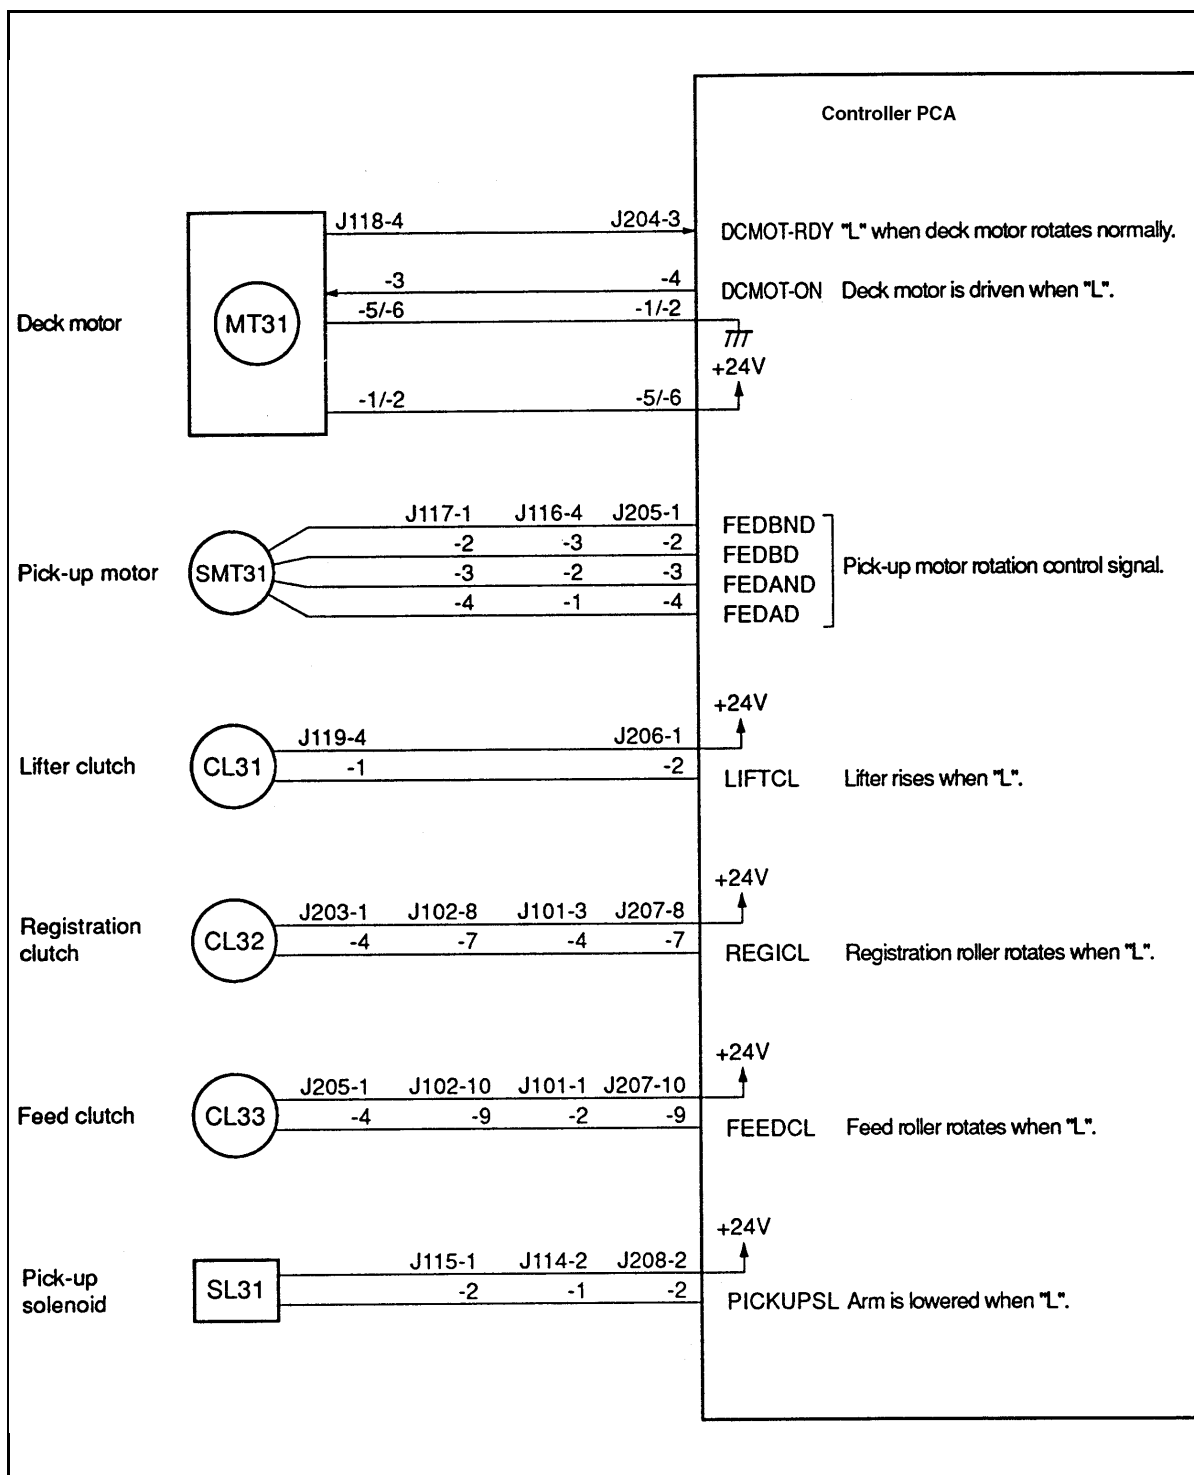 Controller PCA
J118-4 J204-3
DCMOT-RDY "L" when deck motor rotates normally.
-3 -4
DCMOT-ON Deck motor is driven when "L".
-5/-6 -1/-2
Deck motor
MT31
+24V
-1/-2 -5/-6
J117-1 J116-4 J205-1
FEDBND
-2 -3 -2
FEDBD
Pick-up motor
SMT31
Pick-up motor rotation control signal.
-3 -2 -3
FEDAND
-4 -1 -4
FEDAD
+24V
J119-4 J206-1
Lifter clutch
CL31
-1 -2
LIFTCL Lifter rises when "L".
+24V
J203-1 J102-8 J101-3 J207-8
Registration
clutch
CL32
-4 -7 -4 -7
REGICL Registration roller rotates when "L".
+24V
J205-1 J102-10 J101-1 J207-10
Feed clutch
CL33
-4 -9 -2 -9
FEEDCL Feed roller rotates when "L".
+24V
J115-1 J114-2 J208-2
Pick-up
solenoid
SL31
-2 -1 -2
PICKUPSL Arm is lowered when "L".